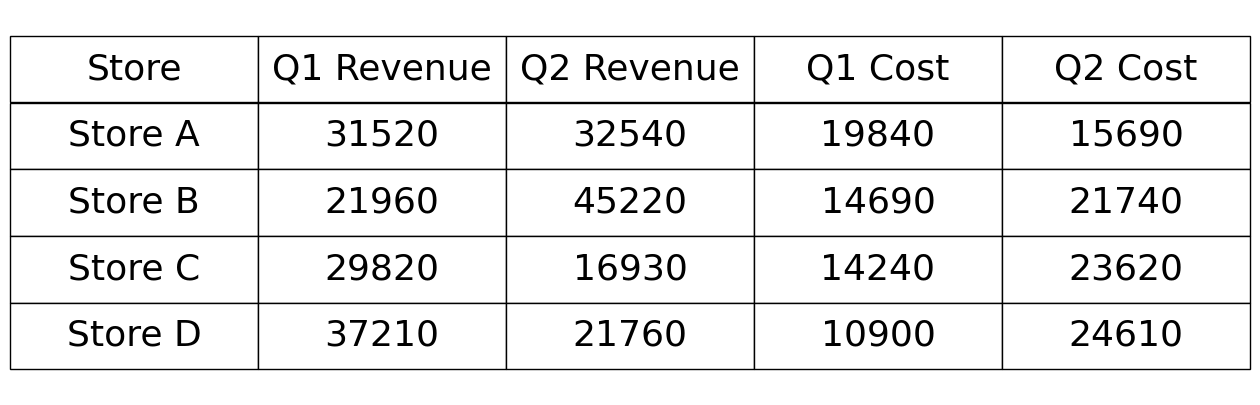 Store Q1 Revenue Q2 Revenue Q1 Cost Q2 Cost
Store A 31520 32540 19840 15690
Store B 21960 45220 14690 21740
Store C 29820 16930 14240 23620
Store D 37210 21760 10900 24610